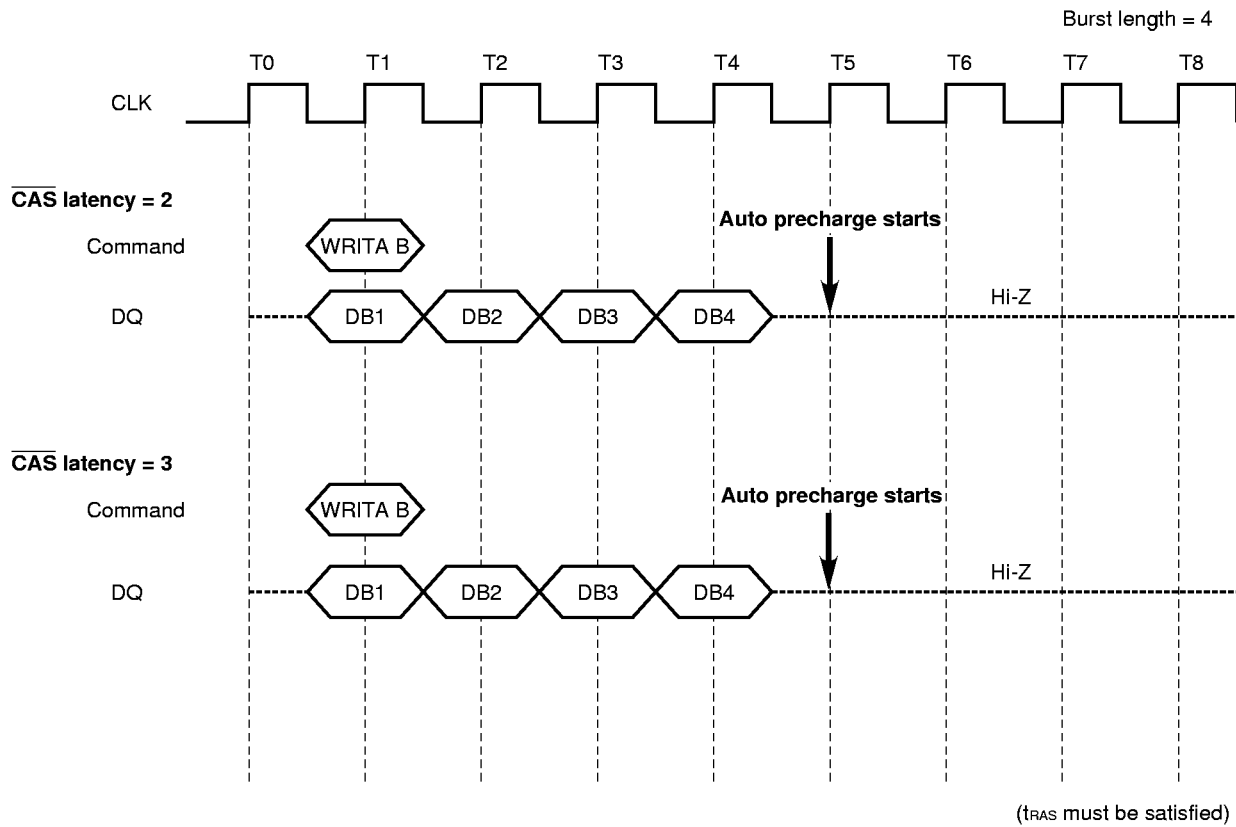 Burst length = 4
T0 T1 T2 T3 T4 T5 T6 T7 T8
CLK
CAS latency = 2
Auto precharge starts
Command WRITA B
Hi-Z
DQ DB1 DB2 DB3 DB4
CAS latency = 3
Auto precharge starts
Command WRITA B
Hi-Z
DQ DB1 DB2 DB3 DB4
(tRAS must be satisfied)